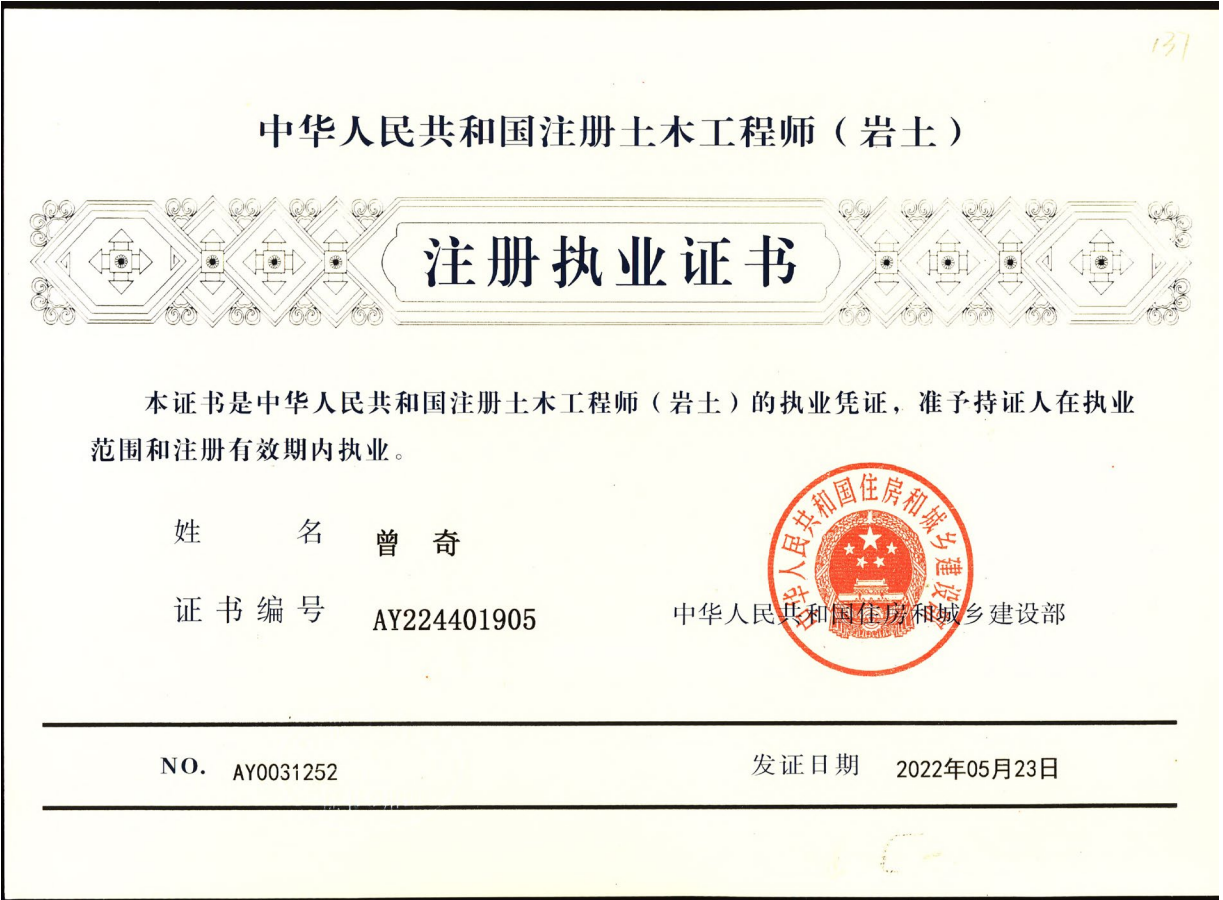 137
中华人民共和国注册土木工程师（岩土）
注册执业证书
本证书是中华人民共和国注册土木工程师（岩土）的执业凭证，准予持证人在执业
范围和注册有效期内执业。
姓 名 曾 奇
证书编号 AY224401905
中华人民共和国住房和城乡建设部
中华人民共和国住房和城乡建设部
NO. AY0031252
发证日期 2022年05月23日